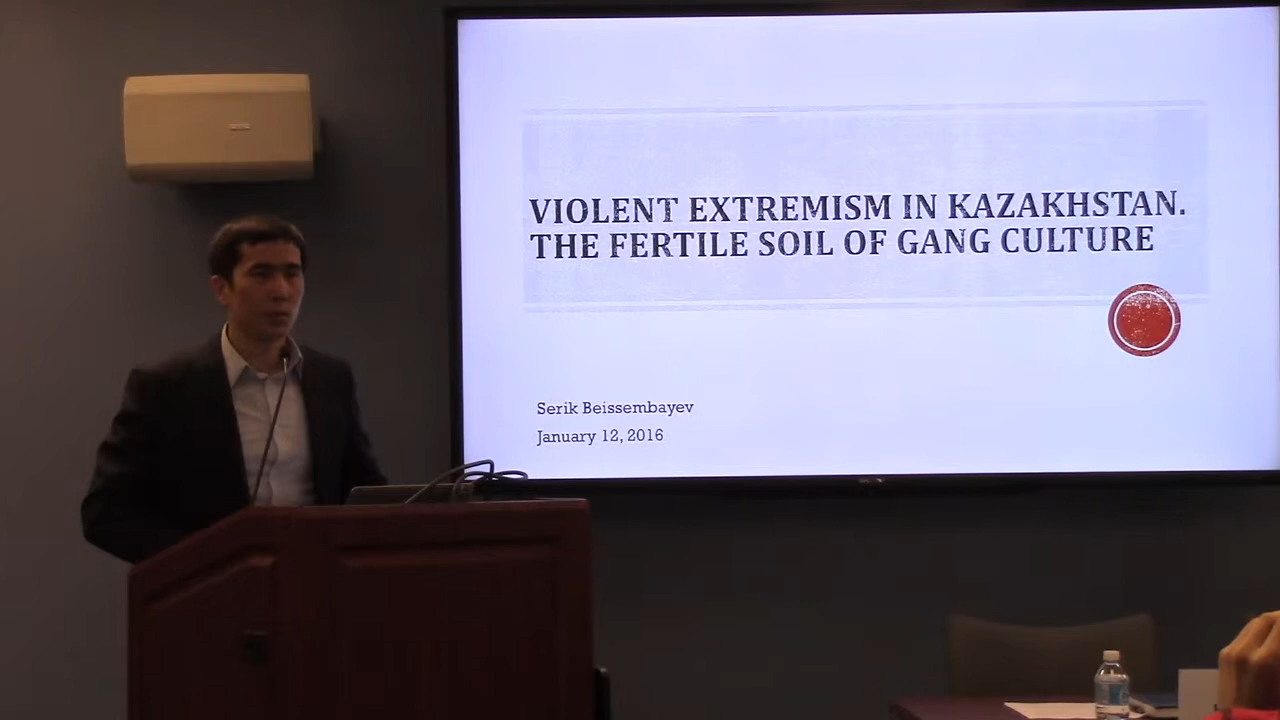 VIOLENT EXTREMISM IN KAZAKHSTAN.
THE FERTILE SOIL OF GANG CULTURE
Serik Beissembayev
January 12, 2016